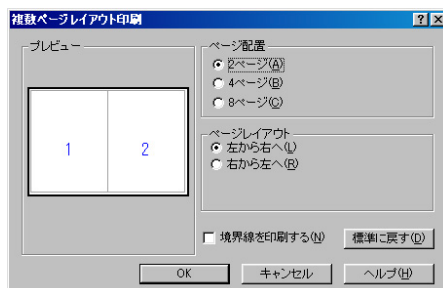 複数ページレイアウト印刷
プレビュー
1 2
ページ配置
2ページ(A)
4ページ(B)
8ページ(C)
ページレイアウト
左から右へ(L)
右から左へ(R)
境界線を印刷する(N)
標準に戻す(D)
OK
キャンセル
ヘルプ(H)